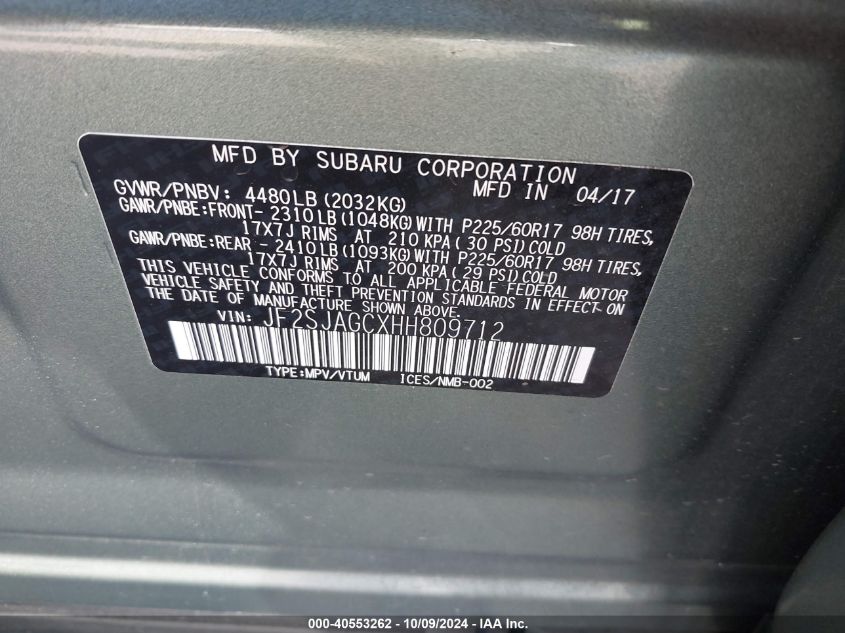 MFD BY SUBARU CORPORATION
MFD IN 04/17
GVWR/PNBV: 4480LB (2032KG)
GAWR/PNBE:FRONT- 2310LB (1048KG) WITH P225/60R17 98H TIRES,
17X7J RIMS AT 210 KPA ( 30 PSI) COLD
GAWR/PNBE:REAR - 2410LB (1093KG) WITH P225/60R17 98H TIRES,
17X7J RIMS AT 200 KPA ( 29 PSI) COLD
THIS VEHICLE CONFORMS TO ALL APPLICABLE FEDERAL MOTOR
VEHICLE SAFETY AND THEFT PREVENTION STANDARDS IN EFFECT ON
THE DATE OF MANUFACTURE SHOWN ABOVE.
VIN: JF2SJAGCXHH809712
TYPE:MPV/VTUM ICES/NMB-002
000-40553262 - 10/09/2024 - IAA Inc.